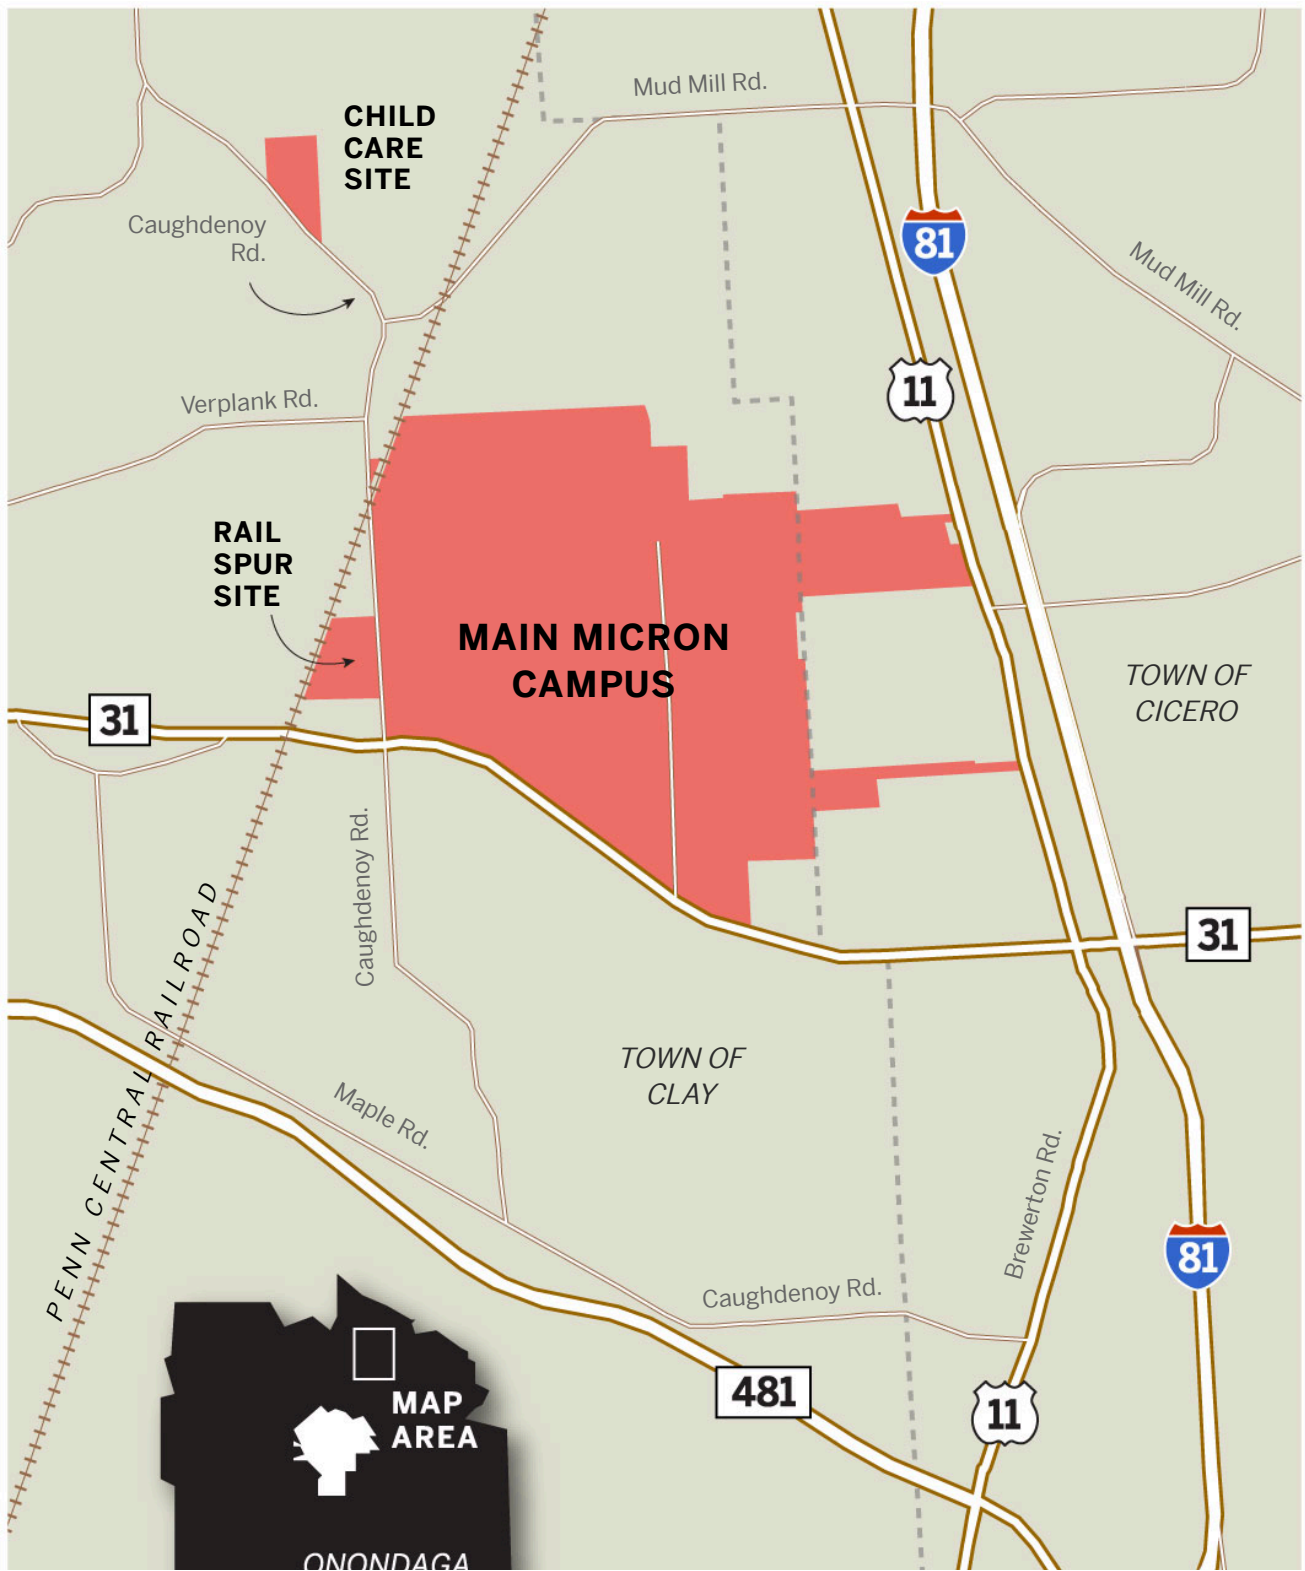 Mud Mill Rd.
CHILD
CARE
SITE
Caughdenoy
Rd.
81
Mud Mill Rd.
11
Verplank Rd.
RAIL
SPUR
SITE
MAIN MICRON
CAMPUS
TOWN OF
CICERO
31
Caughdenoy Rd.
31
PENN CENTRAL RAILROAD
TOWN OF
CLAY
Maple Rd.
Brewerton Rd.
81
Caughdenoy Rd.
481
11
MAP
AREA
ONONDAGA